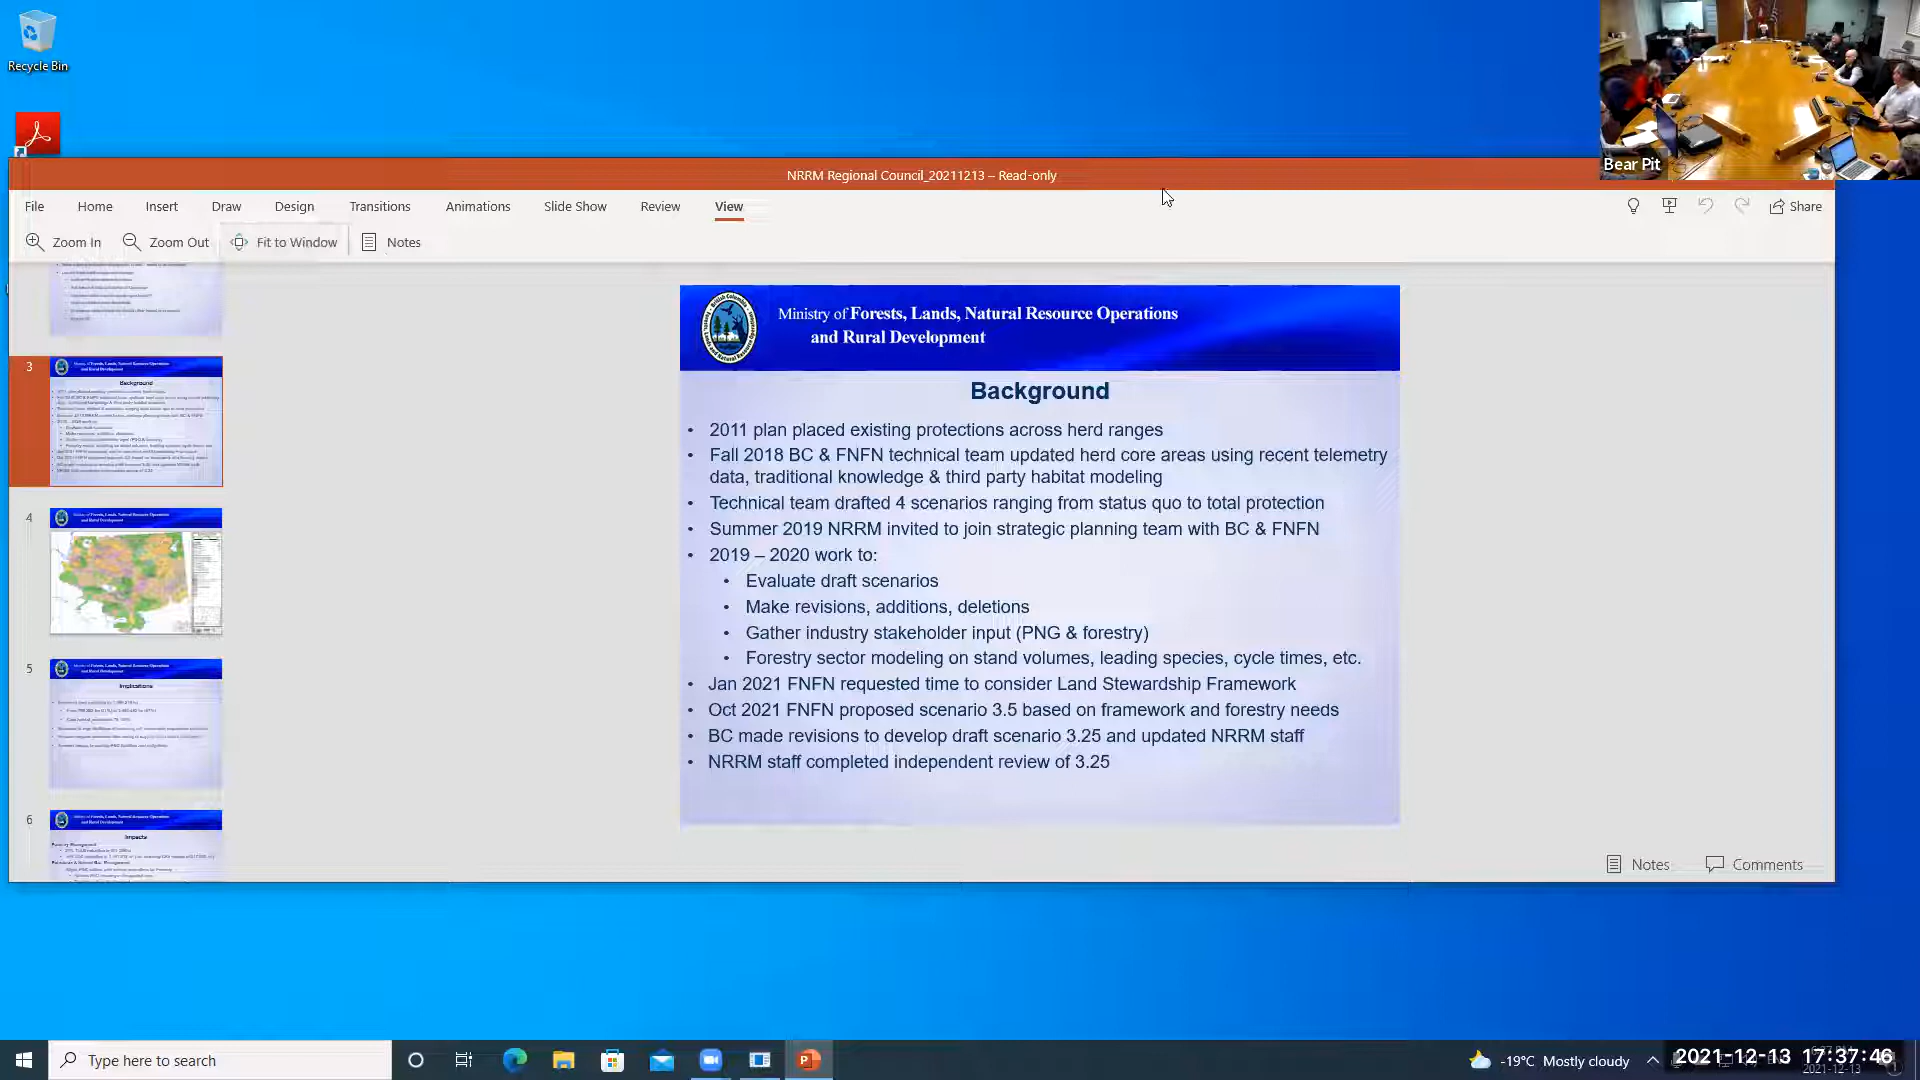 Recycle Bin
Bear Pit
NRRM Regional Council_20211213 – Read-only
File Home Insert Draw Design Transitions Animations Slide Show Review View
Share
Zoom In Zoom Out Fit to Window Notes
3
Background
4
5
Implications
6
Impacts
Ministry of Forests, Lands, Natural Resource Operations
and Rural Development
Background
• 2011 plan placed existing protections across herd ranges
• Fall 2018 BC & FNFN technical team updated herd core areas using recent telemetry
data, traditional knowledge & third party habitat modeling
• Technical team drafted 4 scenarios ranging from status quo to total protection
• Summer 2019 NRRM invited to join strategic planning team with BC & FNFN
• 2019 – 2020 work to:
• Evaluate draft scenarios
• Make revisions, additions, deletions
• Gather industry stakeholder input (PNG & forestry)
• Forestry sector modeling on stand volumes, leading species, cycle times, etc.
• Jan 2021 FNFN requested time to consider Land Stewardship Framework
• Oct 2021 FNFN proposed scenario 3.5 based on framework and forestry needs
• BC made revisions to develop draft scenario 3.25 and updated NRRM staff
• NRRM staff completed independent review of 3.25
Notes Comments
Type here to search
-19°C Mostly cloudy
2021-12-13 17:37:46
2021-12-13